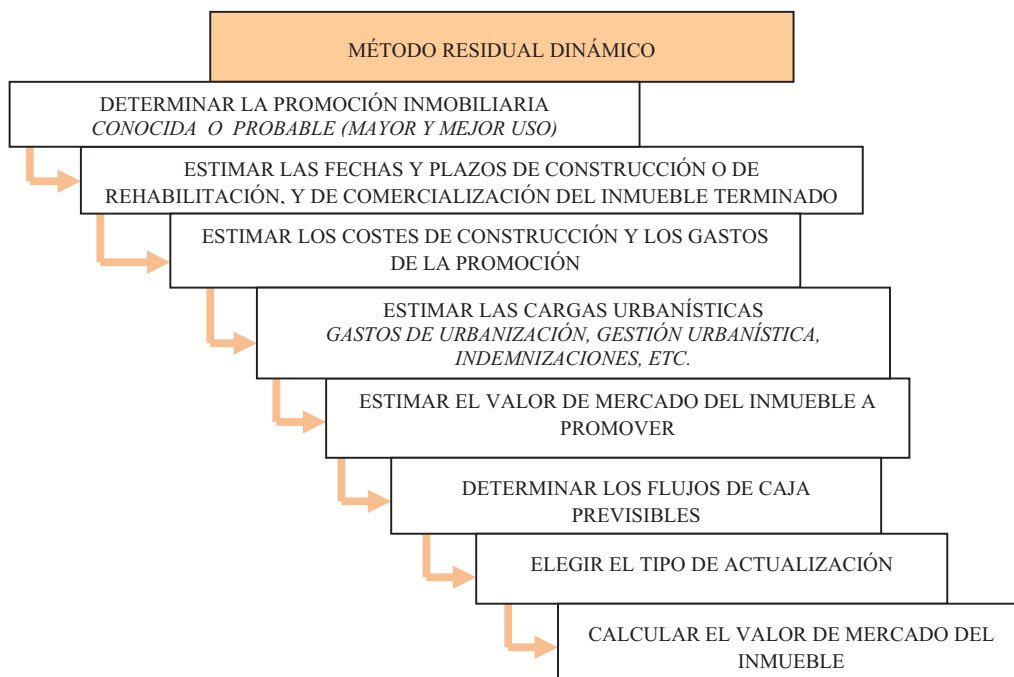 MÉTODO RESIDUAL DINÁMICO
DETERMINAR LA PROMOCIÓN INMOBILIARIA
CONOCIDA O PROBABLE (MAYOR Y MEJOR USO)
ESTIMAR LAS FECHAS Y PLAZOS DE CONSTRUCCIÓN O DE
REHABILITACIÓN, Y DE COMERCIALIZACIÓN DEL INMUEBLE TERMINADO
ESTIMAR LOS COSTES DE CONSTRUCCIÓN Y LOS GASTOS
DE LA PROMOCIÓN
ESTIMAR LAS CARGAS URBANÍSTICAS
GASTOS DE URBANIZACIÓN, GESTIÓN URBANÍSTICA,
INDEMNIZACIONES, ETC.
ESTIMAR EL VALOR DE MERCADO DEL INMUEBLE A
PROMOVER
DETERMINAR LOS FLUJOS DE CAJA
PREVISIBLES
ELEGIR EL TIPO DE ACTUALIZACIÓN
CALCULAR EL VALOR DE MERCADO DEL
INMUEBLE